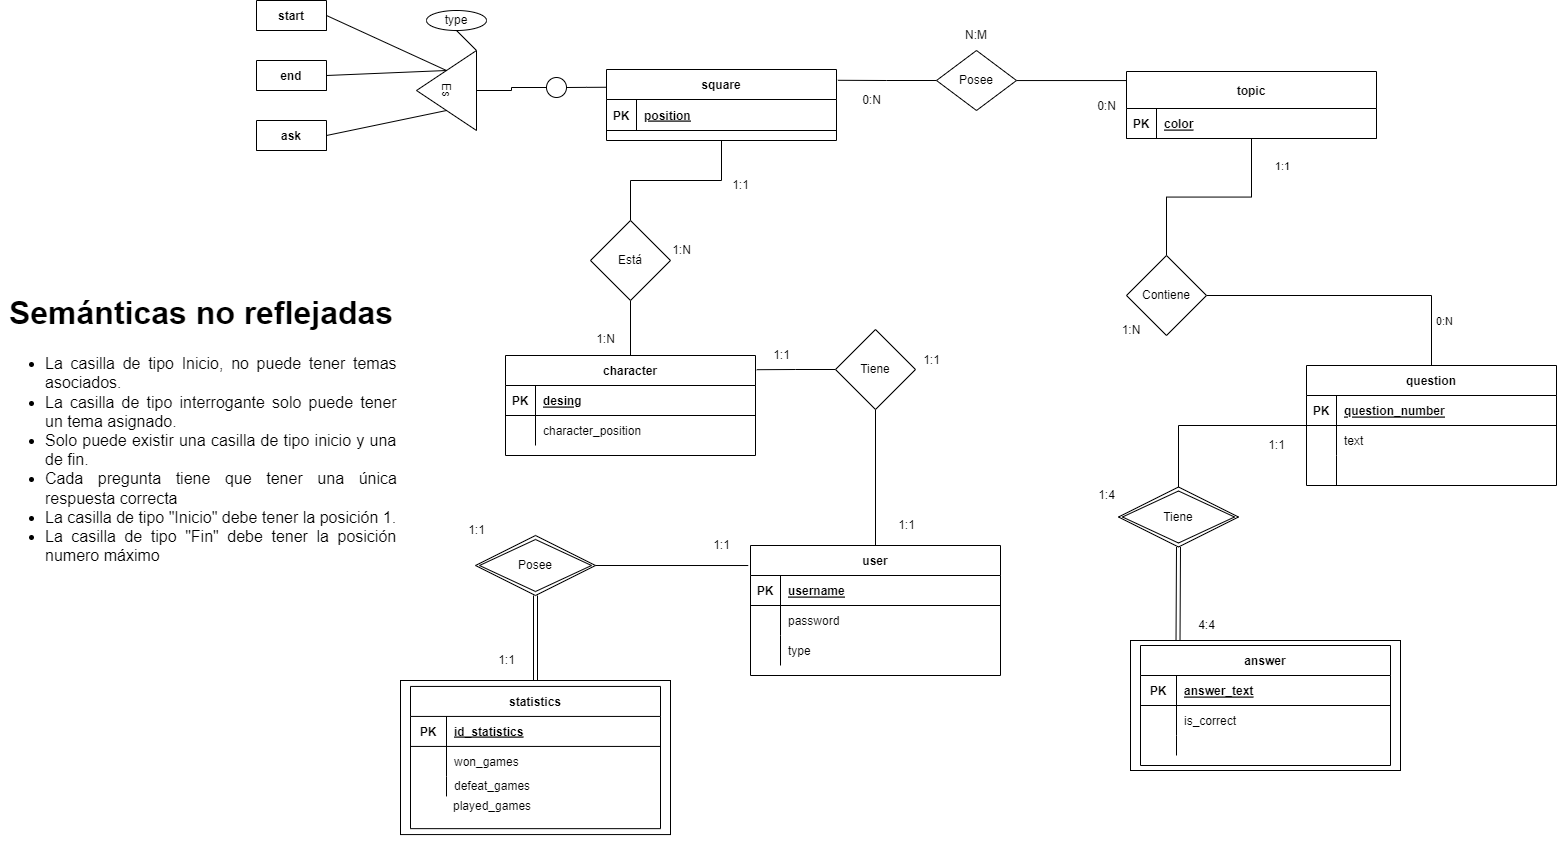 start
end
ask
type
Es
square
PK position
0:N
N:M
Posee
0:N
topic
PK color
1:1
1:1
Está
1:N
1:N
Contiene
1:N
0:N
Semánticas no reflejadas
La casilla de tipo Inicio, no puede tener temas
asociados.
La casilla de tipo interrogante solo puede tener
un tema asignado.
Solo puede existir una casilla de tipo inicio y una
de fin.
Cada pregunta tiene que tener una única
respuesta correcta
La casilla de tipo "Inicio" debe tener la posición 1.
La casilla de tipo "Fin" debe tener la posición
numero máximo
character
PK desing
character_position
1:1
Tiene
1:1
question
PK question_number
text
1:1
1:4
Tiene
4:4
1:1
user
PK username
password
type
1:1
Posee
1:1
1:1
statistics
PK id_statistics
won_games
defeat_games
played_games
answer
PK answer_text
is_correct